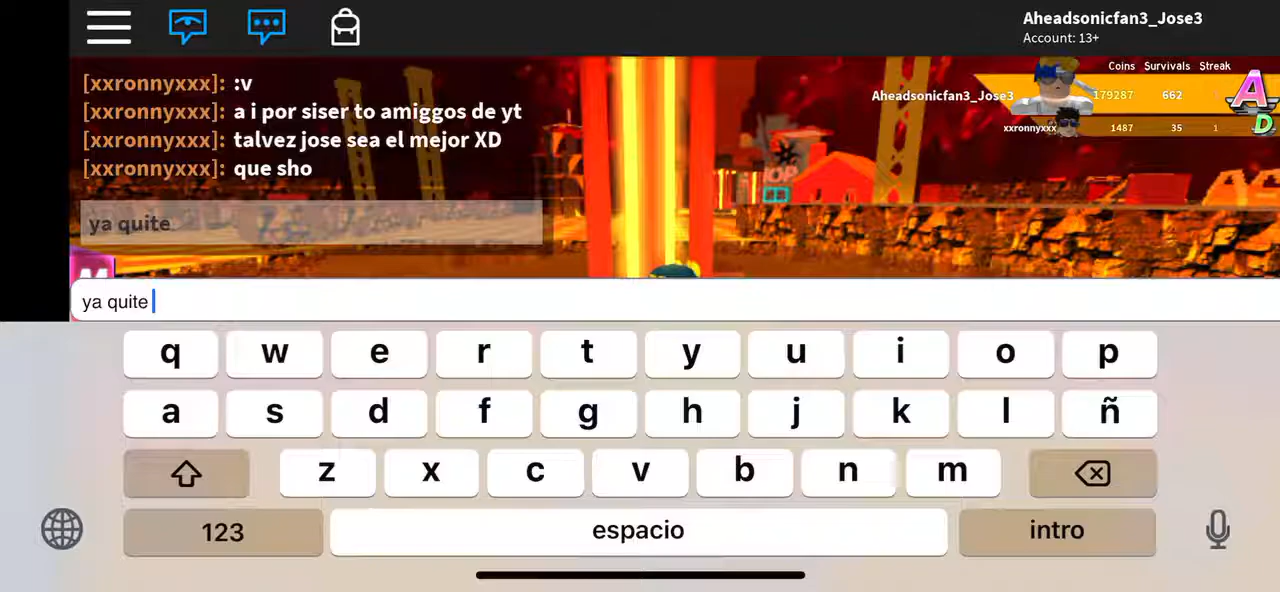 Aheadsonicfan3_Jose3
Account: 13+
[xxronnyxxx]: :v
[xxronnyxxx]: a i por siser to amiggos de yt
[xxronnyxxx]: talvez jose sea el mejor XD
[xxronnyxxx]: que sho
Coins Survivals Streak
Aheadsonicfan3_Jose3 179287 662
A
xxronnyxxx 1487 35 1
D
ya quite
ya quite
q w e r t y u i o p
a s d f g h j k l ñ
z x c v b n m
123 espacio intro